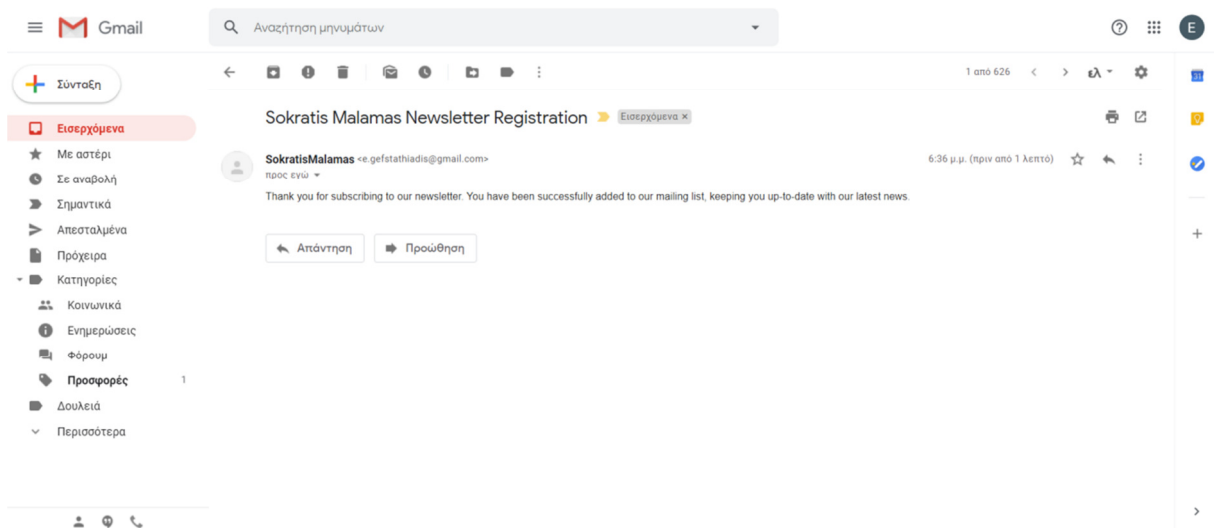 Gmail
Αναζήτηση μηνυμάτων
E
Σύνταξη
1 από 626
ελ
31
Sokratis Malamas Newsletter Registration
Εισερχόμενα ×
Εισερχόμενα
Με αστέρι
Σε αναβολή
Σημαντικά
Απεσταλμένα
Πρόχειρα
Κατηγορίες
Κοινωνικά
Ενημερώσεις
Φόρουμ
Προσφορές 1
Δουλειά
Περισσότερα
SokratisMalamas <e.gefstathiadis@gmail.com>
6:36 μ.μ. (πριν από 1 λεπτό)
προς εγώ
Thank you for subscribing to our newsletter. You have been successfully added to our mailing list, keeping you up-to-date with our latest news.
Απάντηση
Προώθηση